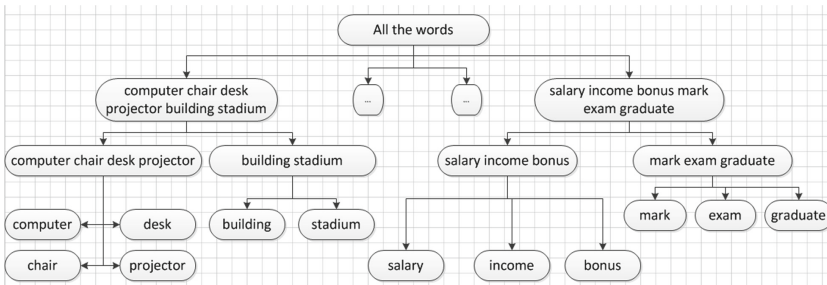 All the words
computer chair desk
projector building stadium
...
...
salary income bonus mark
exam graduate
computer chair desk projector
building stadium
salary income bonus
mark exam graduate
computer
desk
building
stadium
mark
exam
graduate
chair
projector
salary
income
bonus